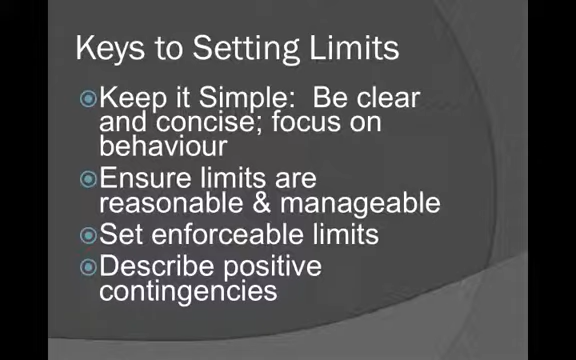 Keys to Setting Limits
Keep it Simple: Be clear
and concise; focus on
behaviour
Ensure limits are
reasonable & manageable
Set enforceable limits
Describe positive
contingencies